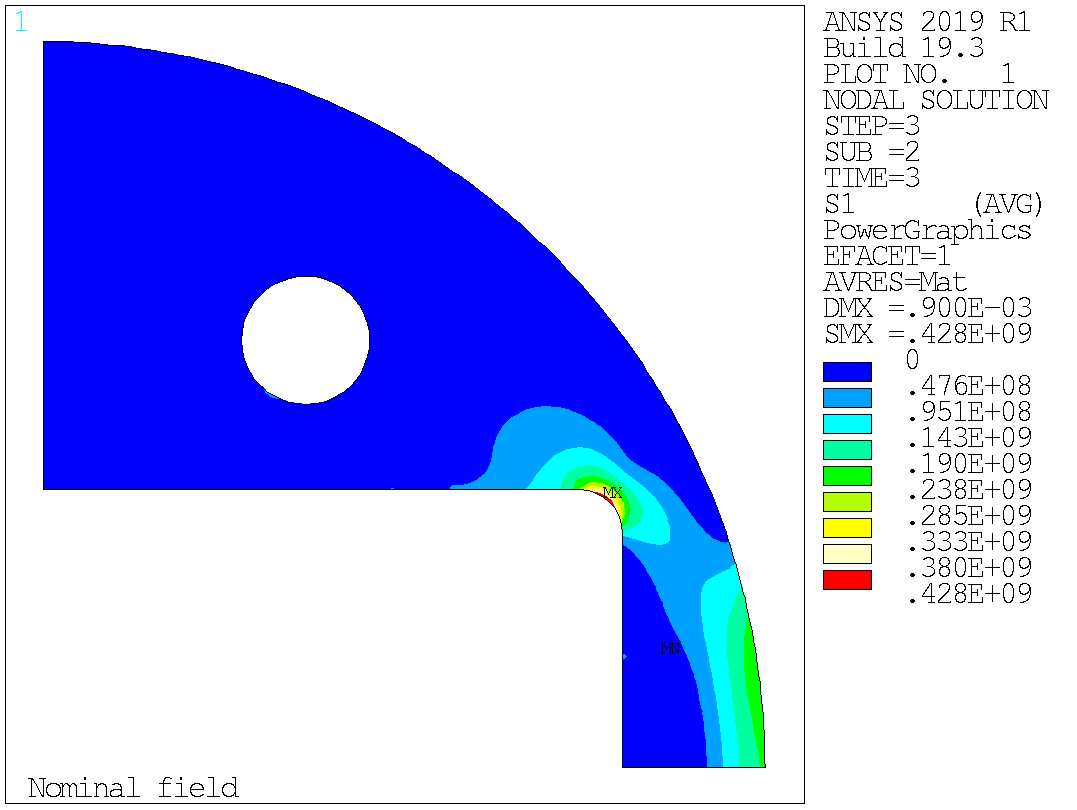 1
ANSYS 2019 R1
Build 19.3
PLOT NO.   1
NODAL SOLUTION
STEP=3
SUB =2
TIME=3
S1       (AVG)
PowerGraphics
EFACET=1
AVRES=Mat
DMX =.900E-03
SMX =.428E+09
0
.476E+08
.951E+08
.143E+09
.190E+09
.238E+09
.285E+09
.333E+09
.380E+09
.428E+09
MX
MN
Nominal field